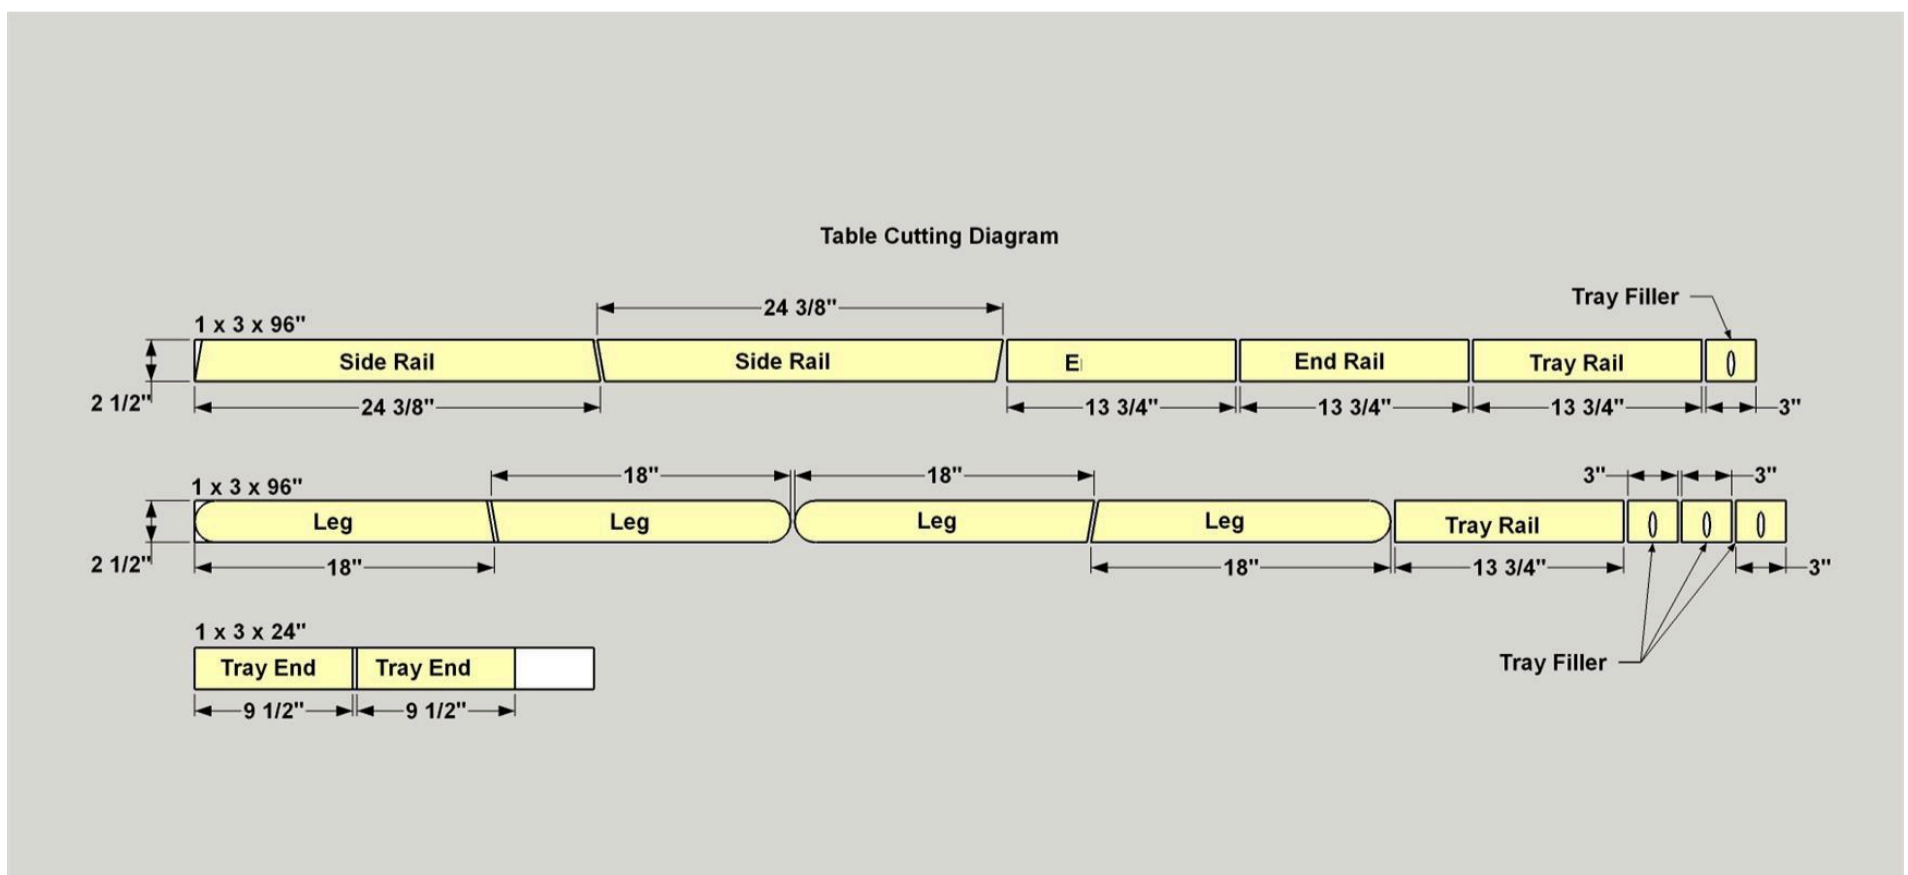 Table Cutting Diagram
Tray Filler
24 3/8"
1 x 3 x 96"
Side Rail
Side Rail
E
End Rail
Tray Rail
2 1/2"
24 3/8"
13 3/4"
13 3/4"
13 3/4"
3"
18"
18"
3"
3"
1 x 3 x 96"
Leg
Leg
Leg
Leg
Tray Rail
2 1/2"
18"
18"
13 3/4"
3"
1 x 3 x 24"
Tray End
Tray End
Tray Filler
9 1/2"
9 1/2"